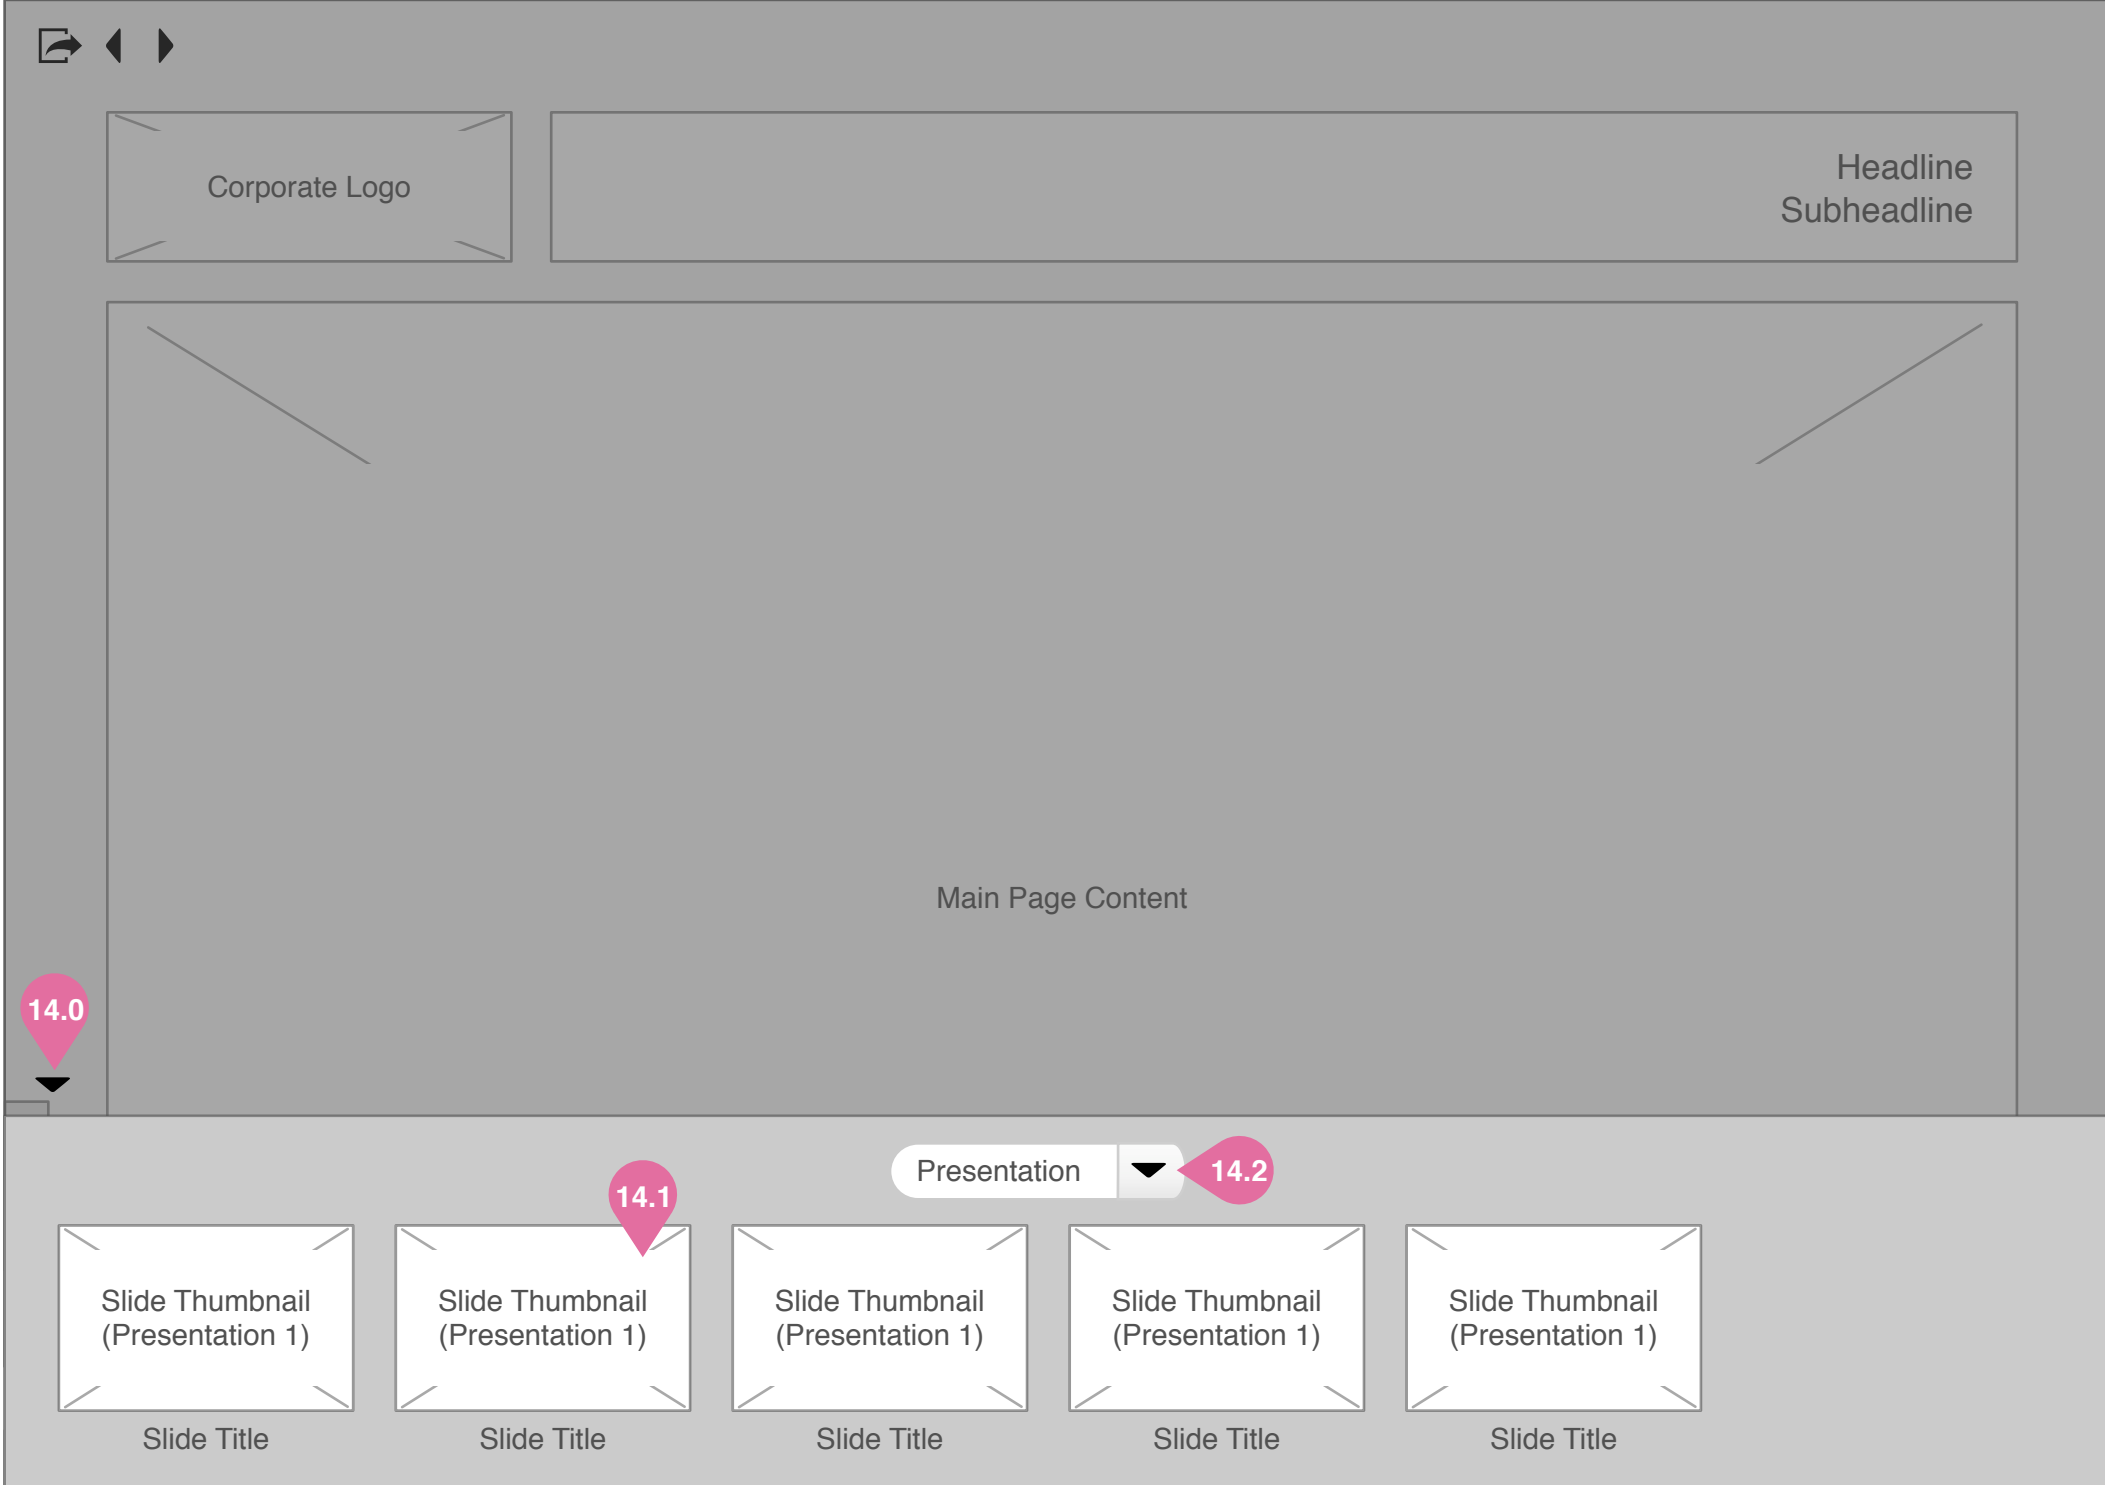 Corporate Logo
Headline
Subheadline
Main Page Content
14.0
Presentation
14.2
14.1
Slide Thumbnail
(Presentation 1)
Slide Title
Slide Thumbnail
(Presentation 1)
Slide Title
Slide Thumbnail
(Presentation 1)
Slide Title
Slide Thumbnail
(Presentation 1)
Slide Title
Slide Thumbnail
(Presentation 1)
Slide Title